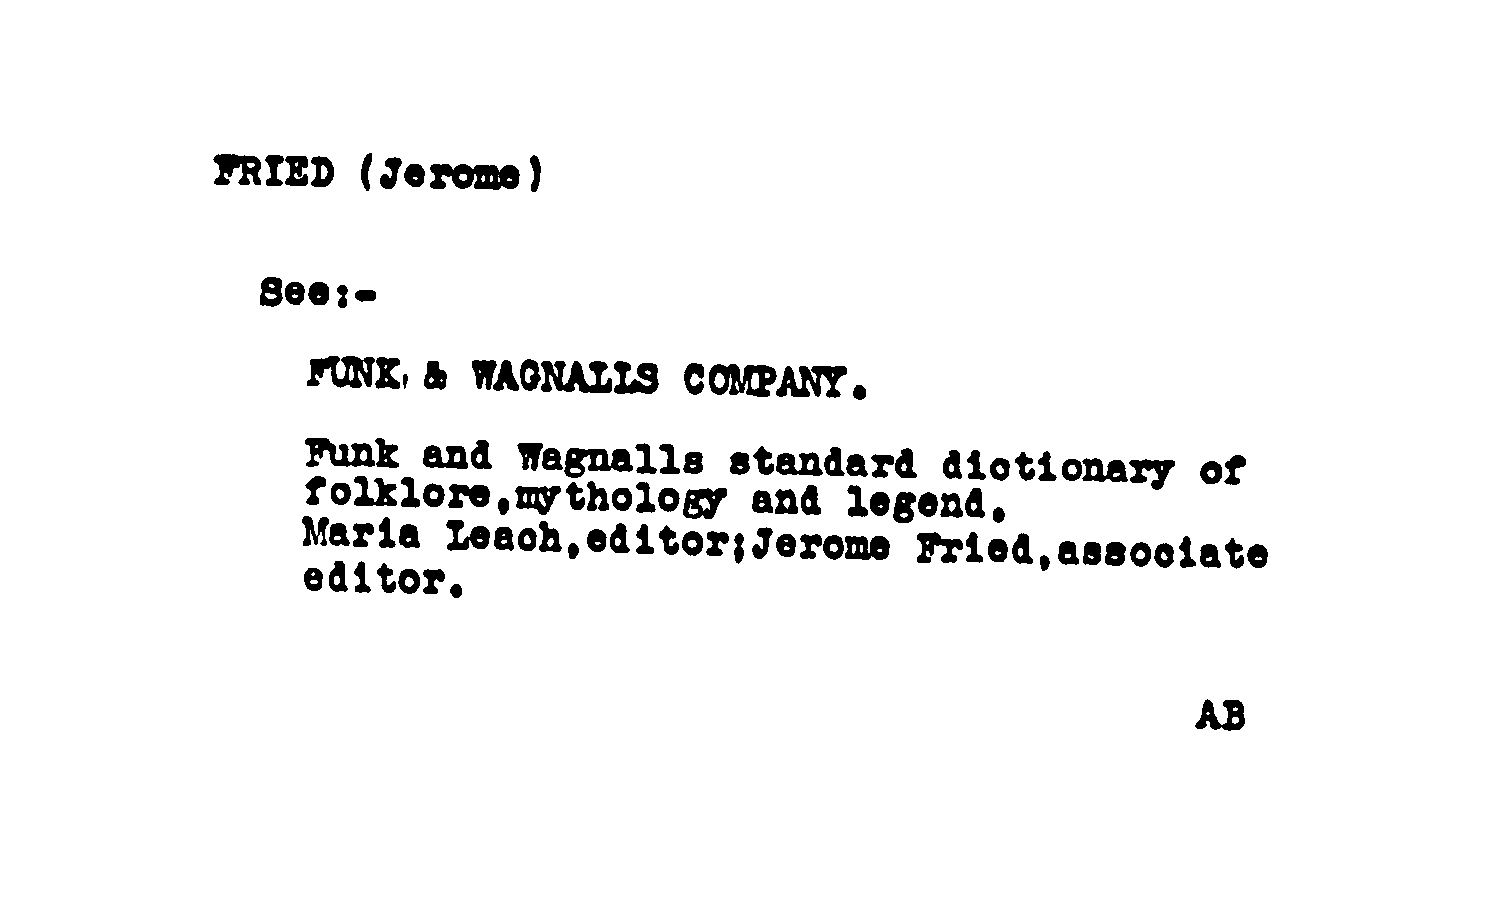 FRIED (Jerome)
See:-
FUNK & WAGNALLS COMPANY.
Funk and Wagnalls standard dictionary of
folklore,mythology and legend.
Maria Leach,editor;Jerome Fried,associate
editor.
AB